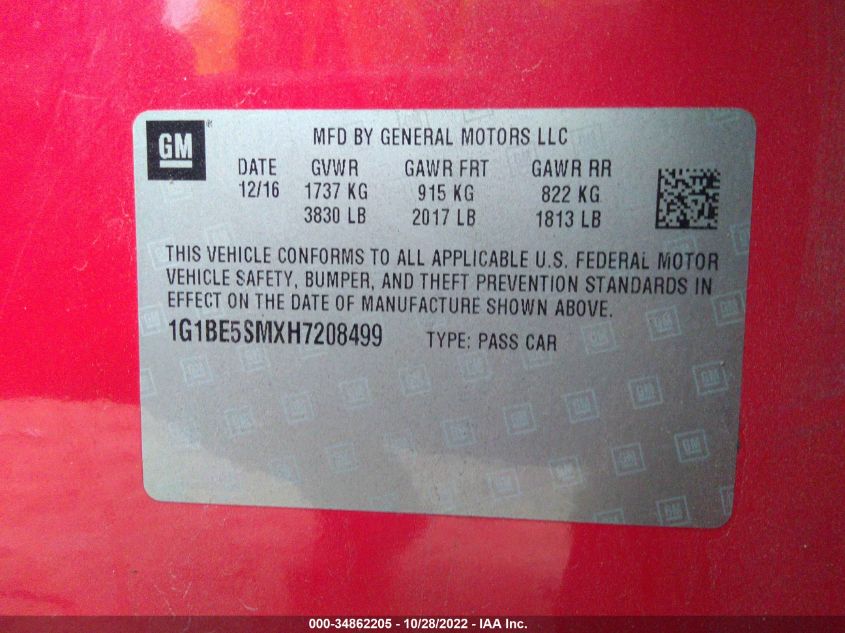 GM®
MFD BY GENERAL MOTORS LLC
DATE GVWR GAWR FRT GAWR RR
12/16 1737 KG 915 KG 822 KG
3830 LB 2017 LB 1813 LB
THIS VEHICLE CONFORMS TO ALL APPLICABLE U.S. FEDERAL MOTOR
VEHICLE SAFETY, BUMPER, AND THEFT PREVENTION STANDARDS IN
EFFECT ON THE DATE OF MANUFACTURE SHOWN ABOVE.
1G1BE5SMXH7208499 TYPE: PASS CAR
000-34862205 - 10/28/2022 - IAA Inc.